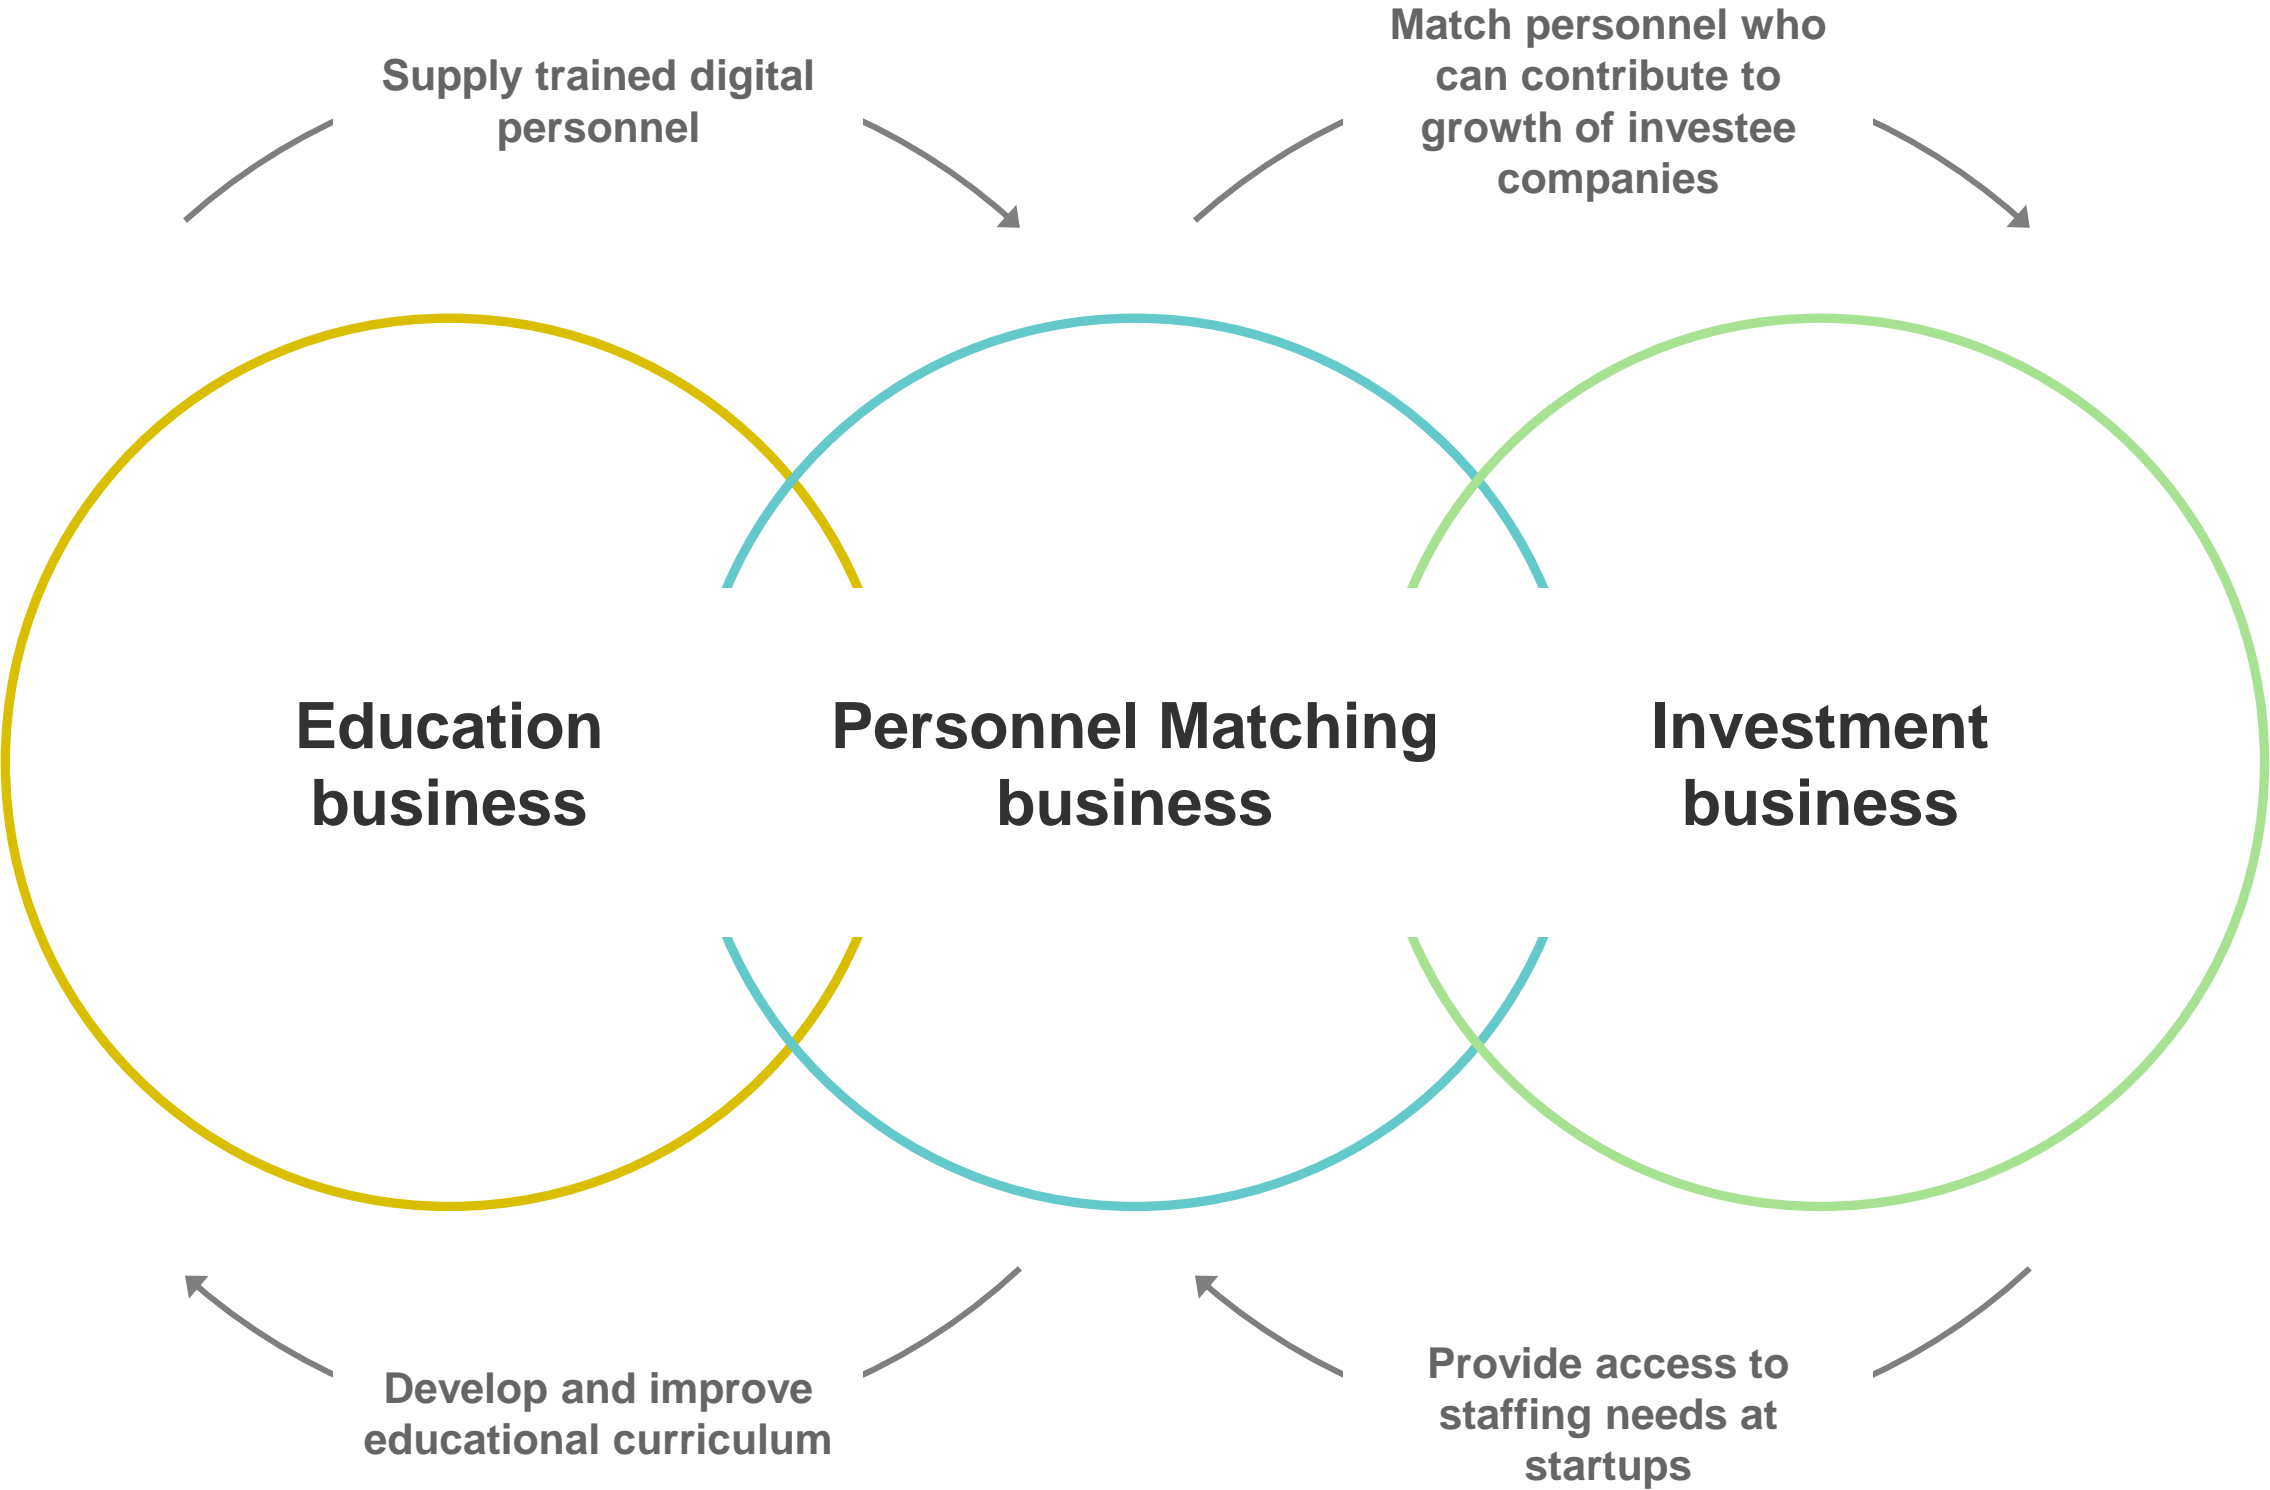 Supply trained digital
personnel
Match personnel who
can contribute to
growth of investee
companies
Education
business
Personnel Matching
business
Investment
business
Develop and improve
educational curriculum
Provide access to
staffing needs at
startups